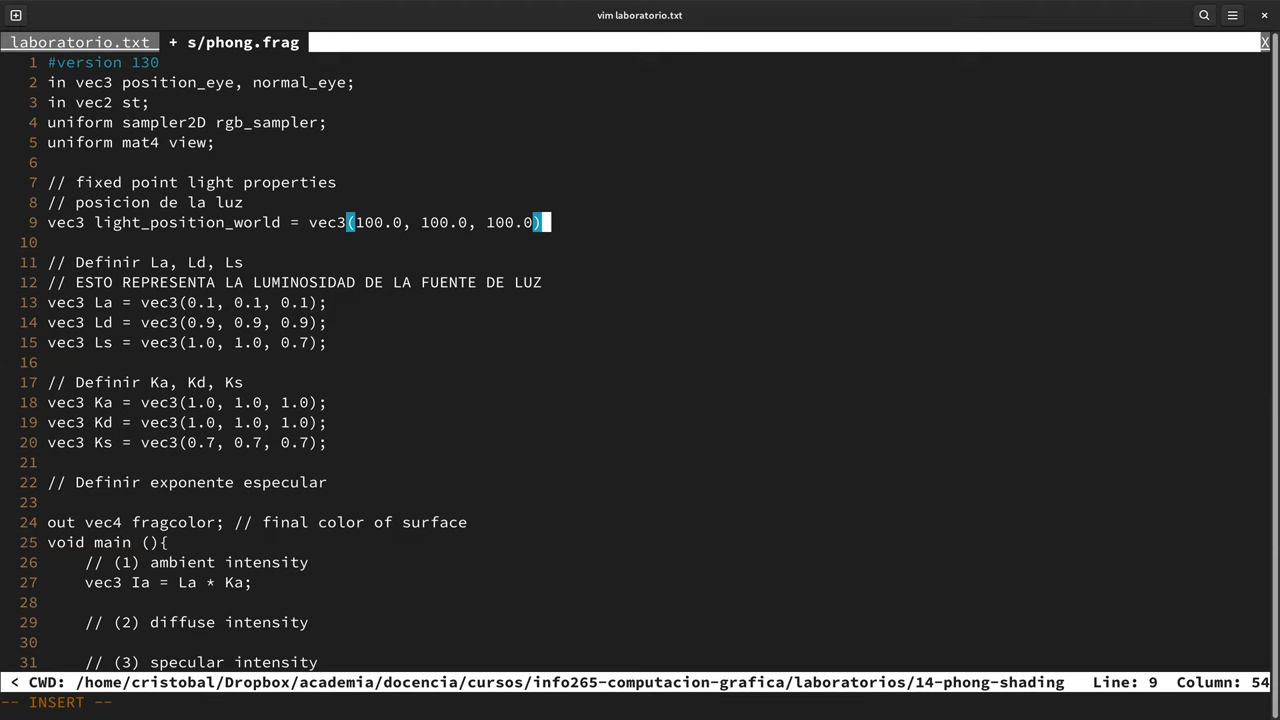 vim laboratorio.txt
laboratorio.txt + s/phong.frag X
1 #version 130
2 in vec3 position_eye, normal_eye;
3 in vec2 st;
4 uniform sampler2D rgb_sampler;
5 uniform mat4 view;
6
7 // fixed point light properties
8 // posicion de la luz
9 vec3 light_position_world = vec3(100.0, 100.0, 100.0)
10
11 // Definir La, Ld, Ls
12 // ESTO REPRESENTA LA LUMINOSIDAD DE LA FUENTE DE LUZ
13 vec3 La = vec3(0.1, 0.1, 0.1);
14 vec3 Ld = vec3(0.9, 0.9, 0.9);
15 vec3 Ls = vec3(1.0, 1.0, 0.7);
16
17 // Definir Ka, Kd, Ks
18 vec3 Ka = vec3(1.0, 1.0, 1.0);
19 vec3 Kd = vec3(1.0, 1.0, 1.0);
20 vec3 Ks = vec3(0.7, 0.7, 0.7);
21
22 // Definir exponente especular
23
24 out vec4 fragcolor; // final color of surface
25 void main (){
26 // (1) ambient intensity
27 vec3 Ia = La * Ka;
28
29 // (2) diffuse intensity
30
31 // (3) specular intensity
< CWD: /home/cristobal/Dropbox/academia/docencia/cursos/info265-computacion-grafica/laboratorios/14-phong-shading Line: 9 Column: 54
-- INSERT --